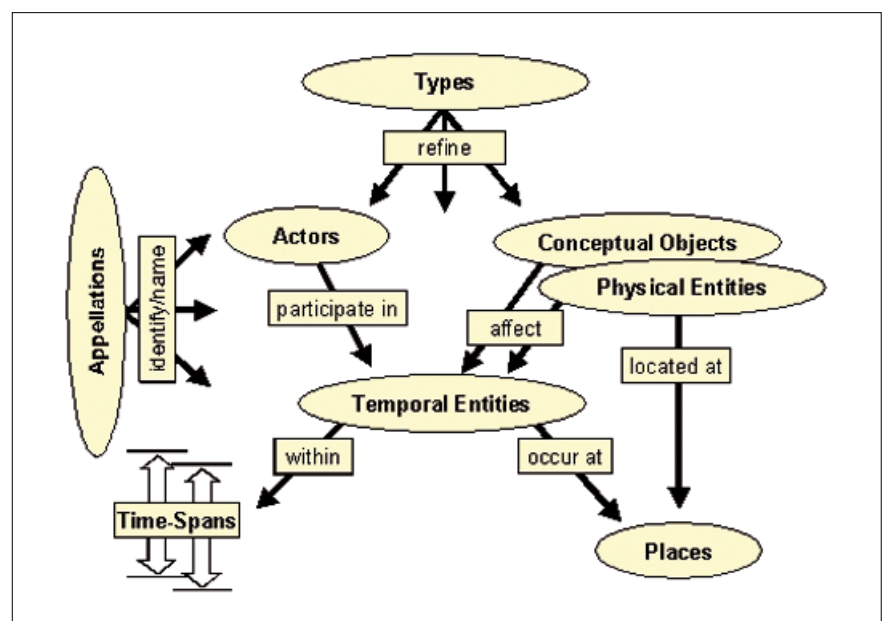 Types
refine
Actors
Conceptual Objects
Physical Entities
Appellations
identify/name
participate in
affect
located at
Temporal Entities
within
occur at
Time-Spans
Places